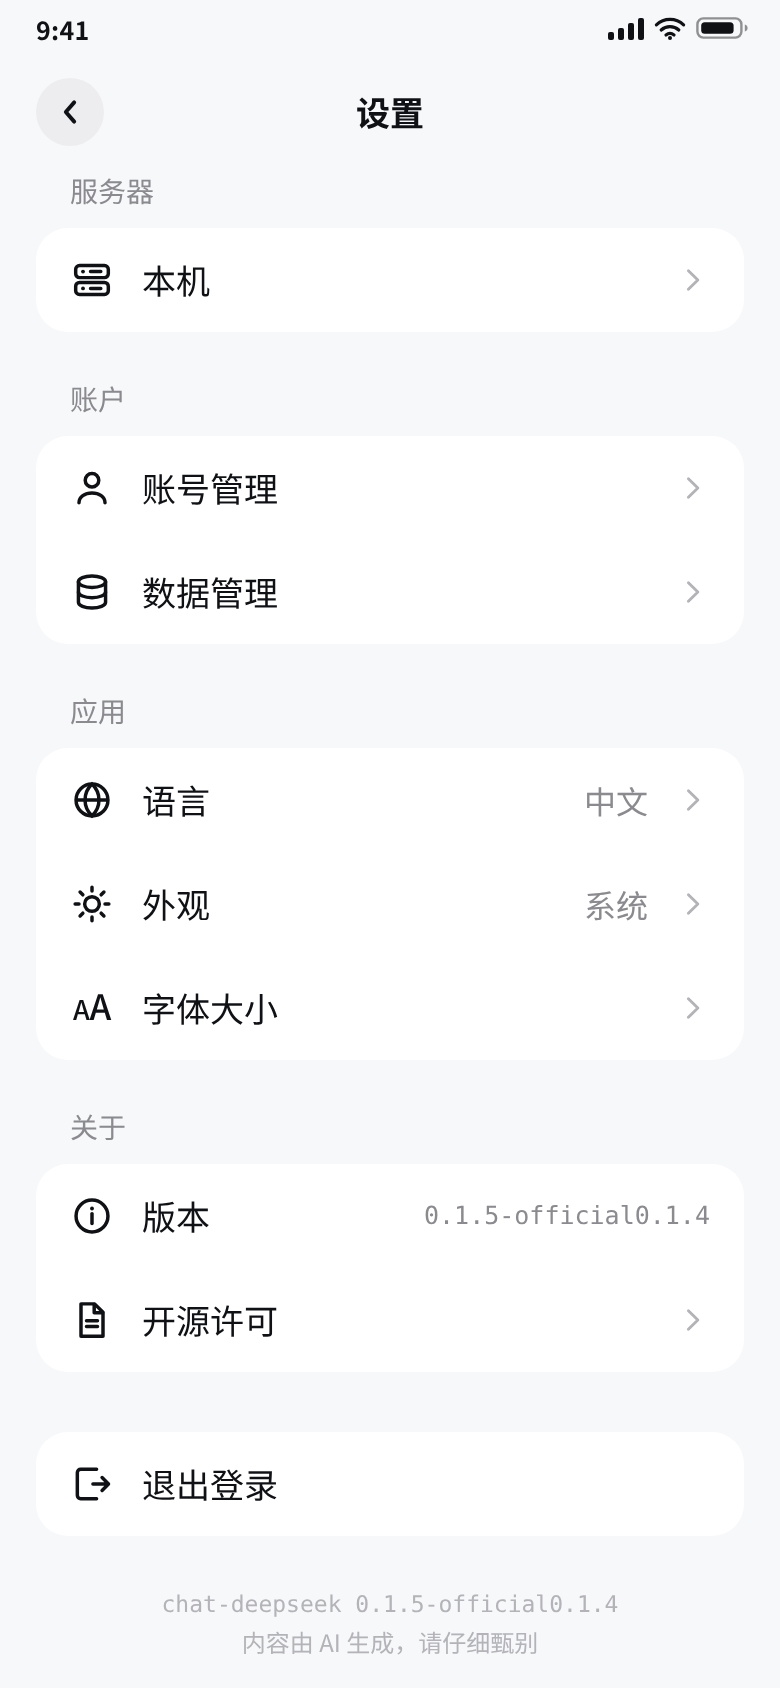 9:41
设置
服务器
本机
账户
账号管理
数据管理
应用
语言 中文
外观 系统
AA 字体大小
关于
版本 0.1.5-official0.1.4
开源许可
退出登录
chat-deepseek 0.1.5-official0.1.4
内容由 AI 生成，请仔细甄别